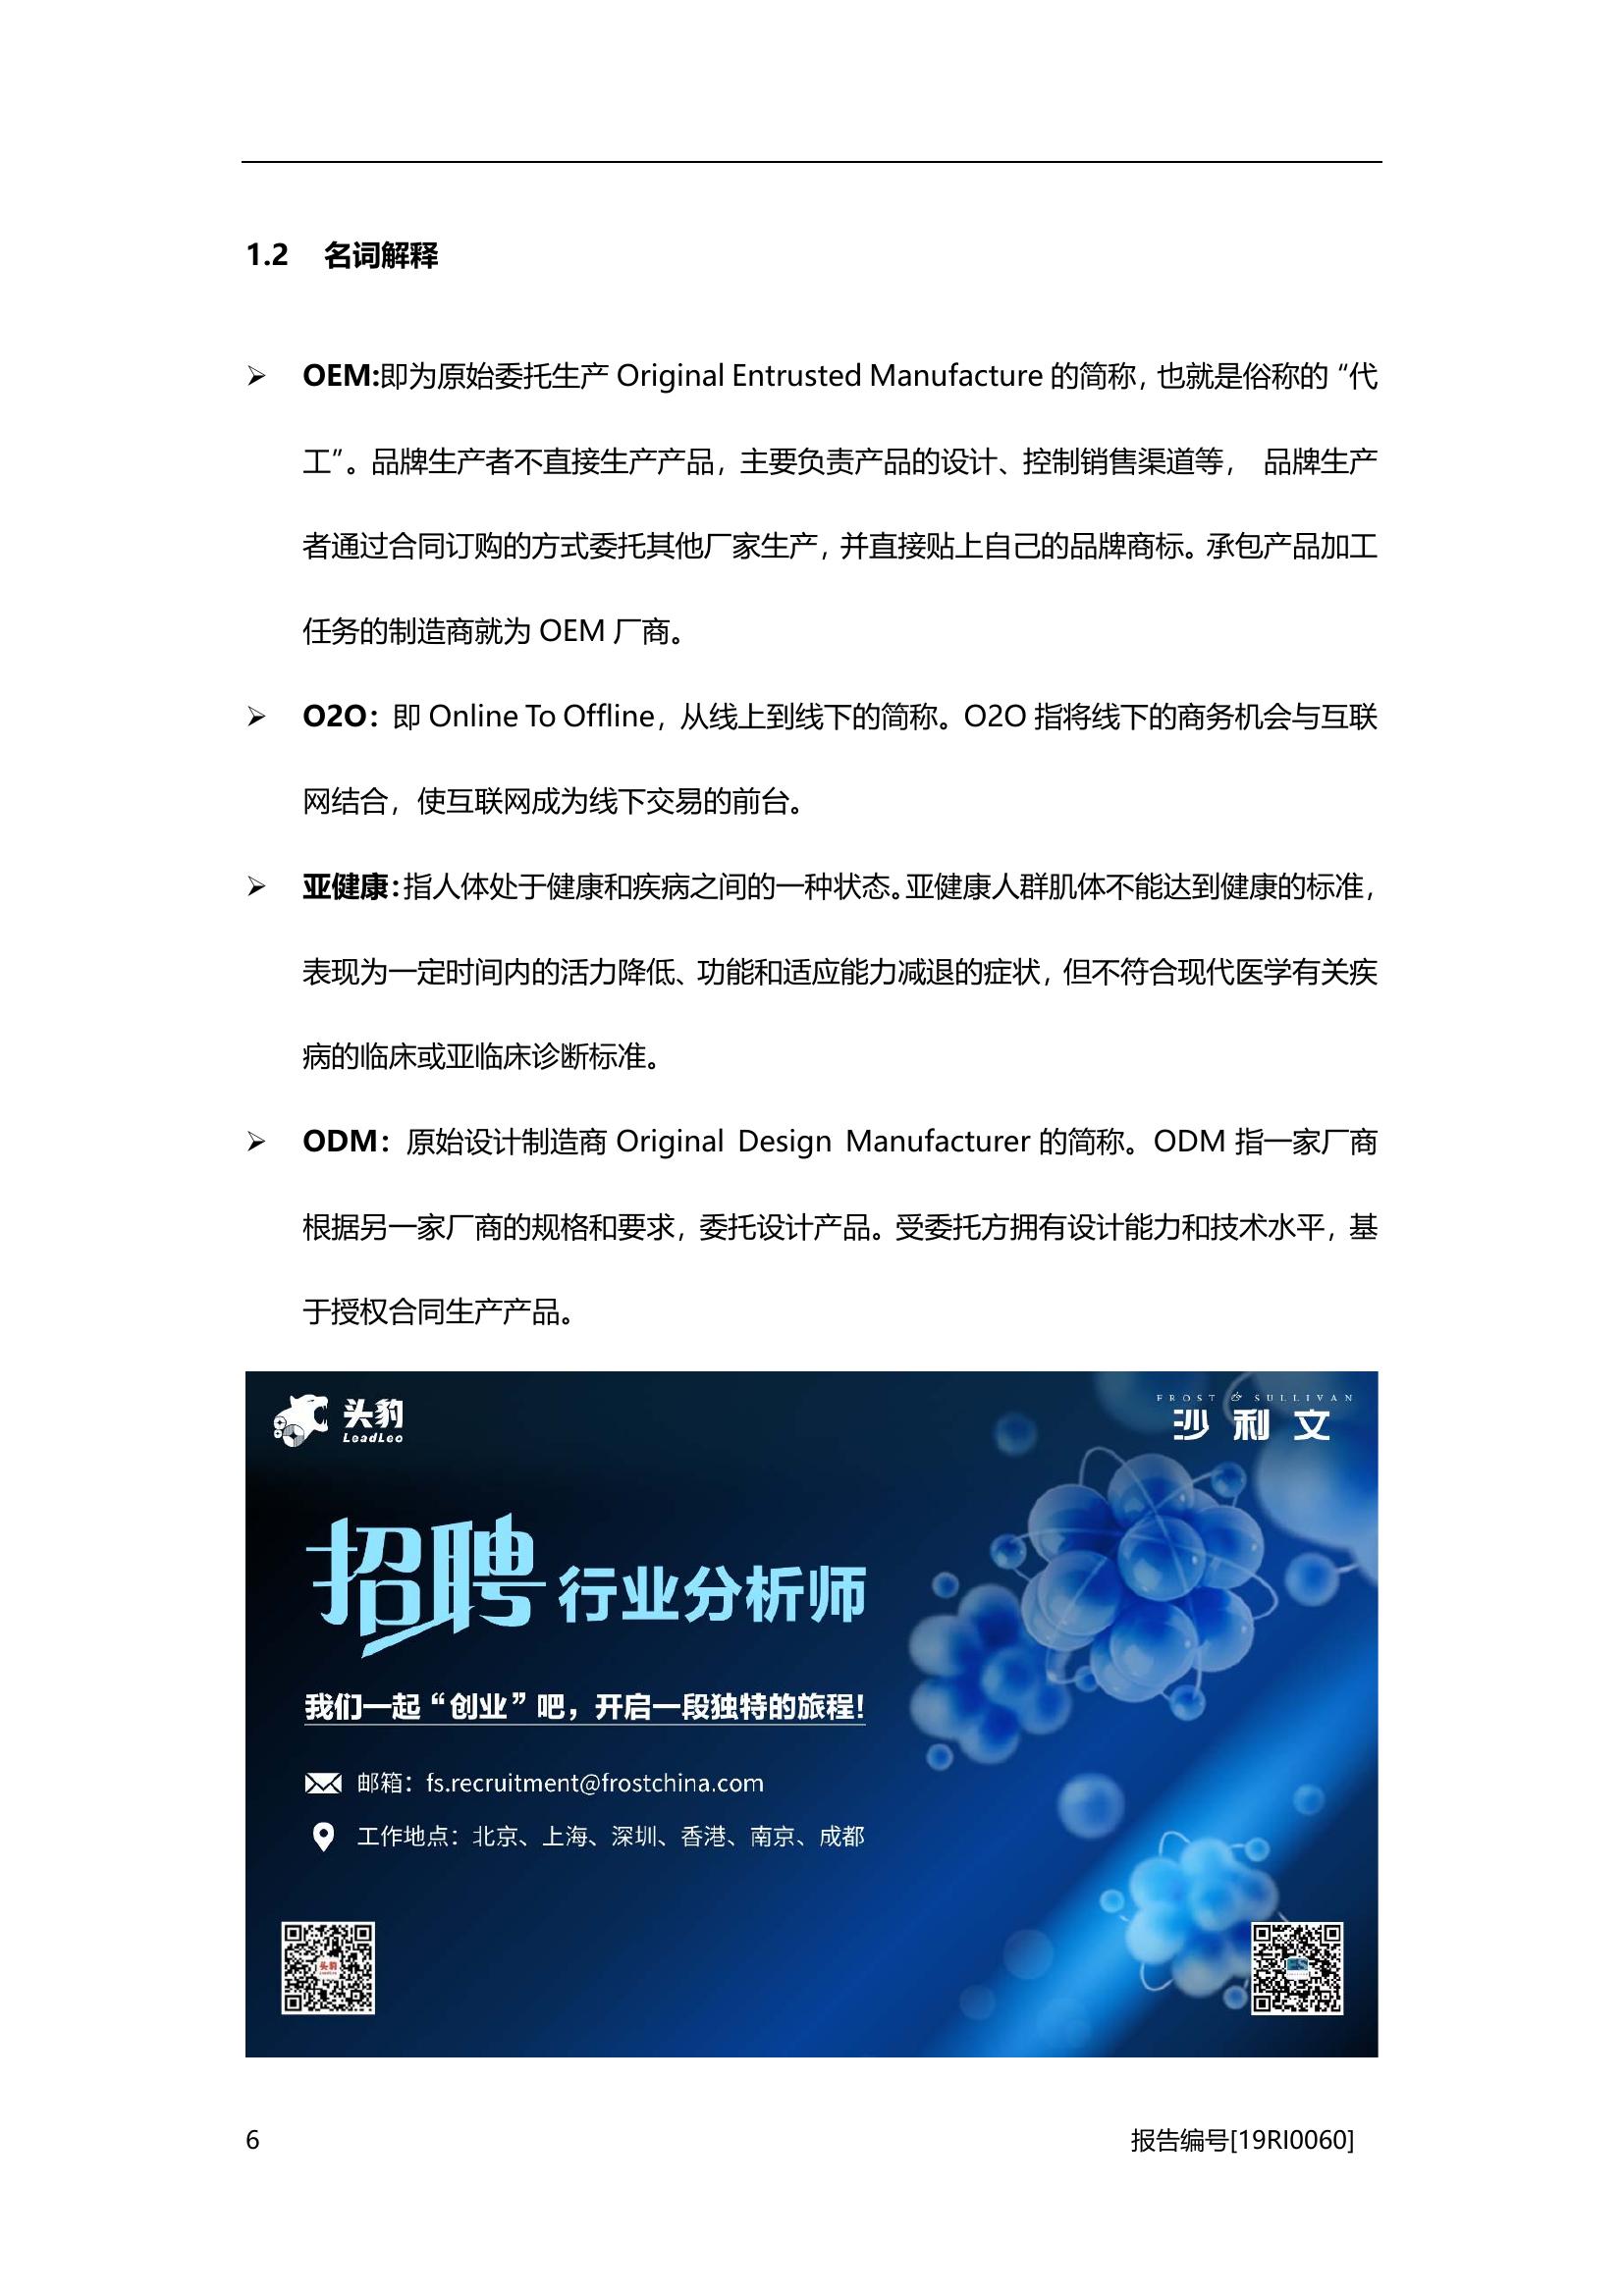 1.2 名词解释
➢ OEM:即为原始委托生产 Original Entrusted Manufacture 的简称，也就是俗称的“代
工”。品牌生产者不直接生产产品，主要负责产品的设计、控制销售渠道等， 品牌生产
者通过合同订购的方式委托其他厂家生产，并直接贴上自己的品牌商标。承包产品加工
任务的制造商就为 OEM 厂商。
➢ O2O：即 Online To Offline，从线上到线下的简称。O2O 指将线下的商务机会与互联
网结合，使互联网成为线下交易的前台。
➢ 亚健康：指人体处于健康和疾病之间的一种状态。亚健康人群肌体不能达到健康的标准，
表现为一定时间内的活力降低、功能和适应能力减退的症状，但不符合现代医学有关疾
病的临床或亚临床诊断标准。
➢ ODM：原始设计制造商 Original Design Manufacturer 的简称。ODM 指一家厂商
根据另一家厂商的规格和要求，委托设计产品。受委托方拥有设计能力和技术水平，基
于授权合同生产产品。
头豹
LeadLeo
FROST & SULLIVAN
沙利文
招聘 行业分析师
我们一起“创业”吧，开启一段独特的旅程!
邮箱：fs.recruitment@frostchina.com
工作地点：北京、上海、深圳、香港、南京、成都
头豹
6
报告编号[19RI0060]